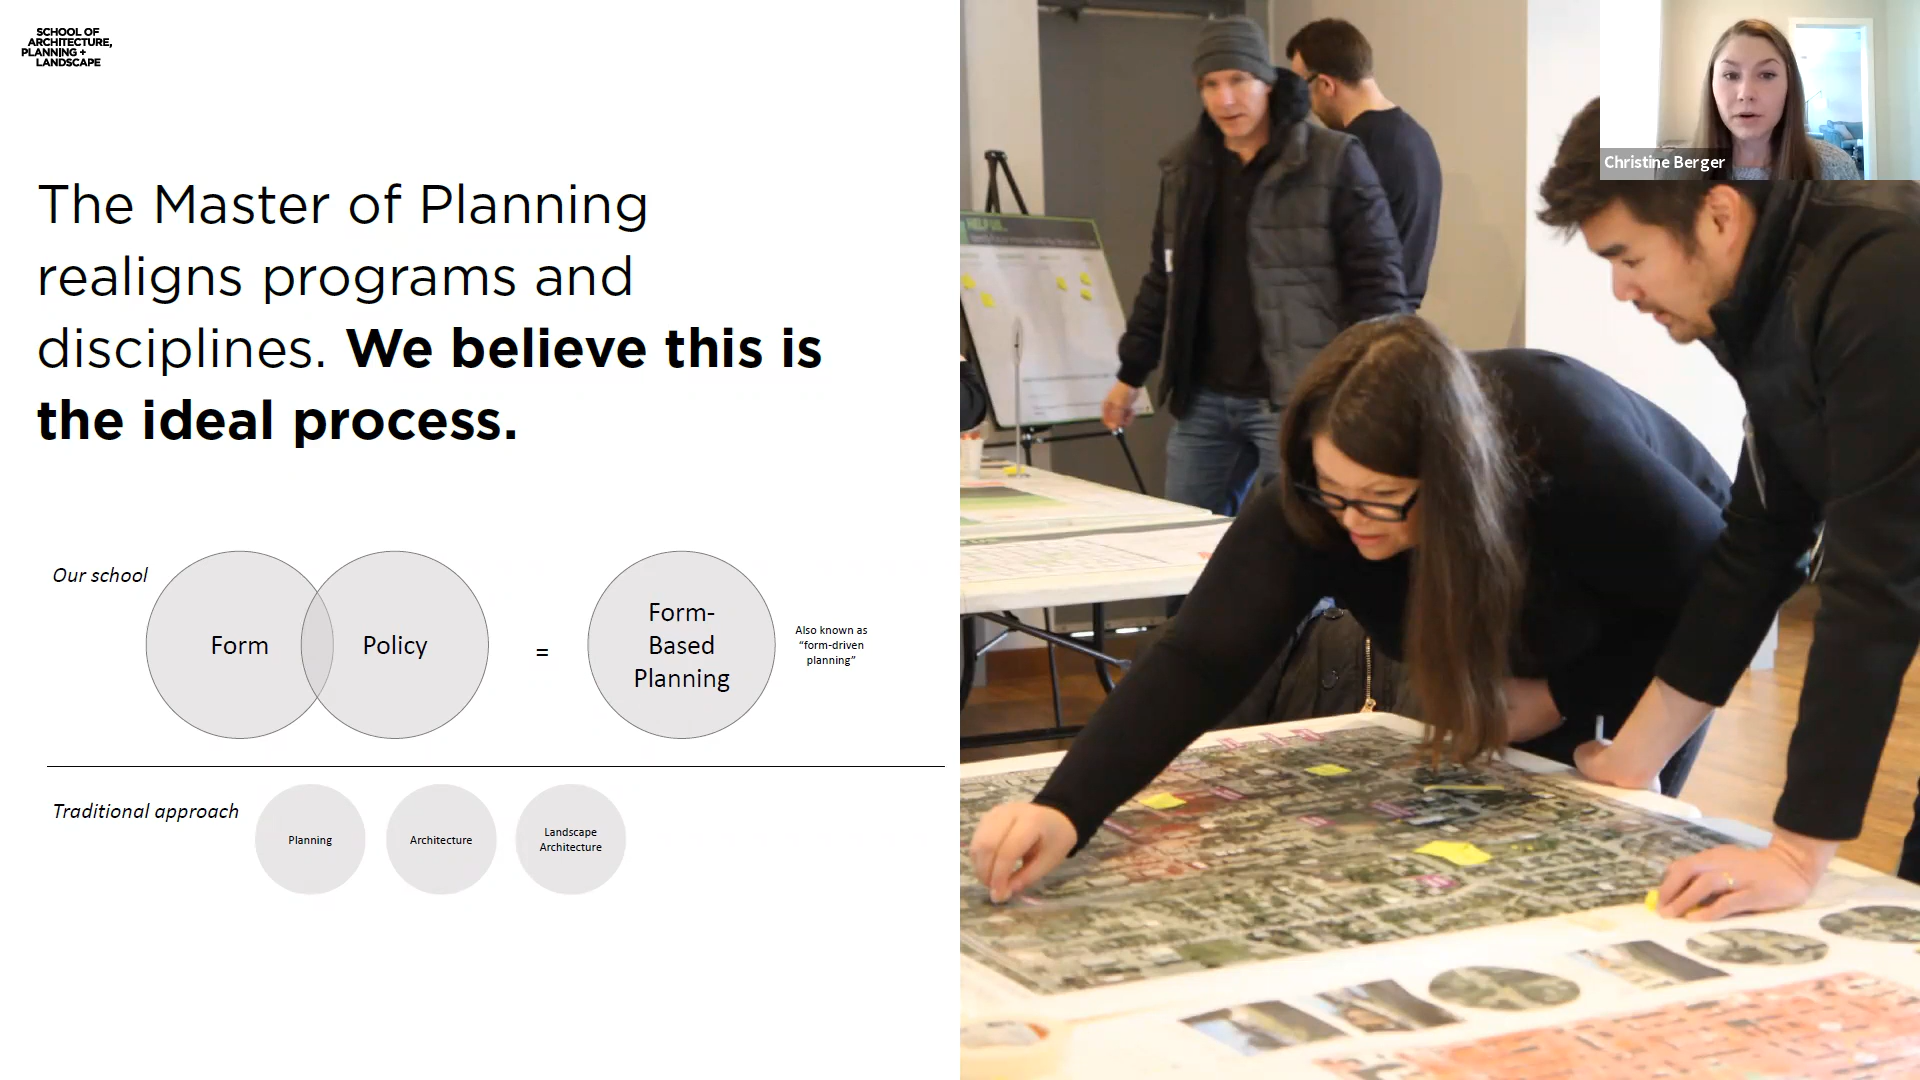 SCHOOL OF
ARCHITECTURE,
PLANNING +
LANDSCAPE
The Master of Planning
realigns programs and
disciplines. We believe this is
the ideal process.
Our school
Form
Policy
=
Form-
Based
Planning
Also known as
“form-driven
planning”
Traditional approach
Planning
Architecture
Landscape
Architecture
Christine Berger